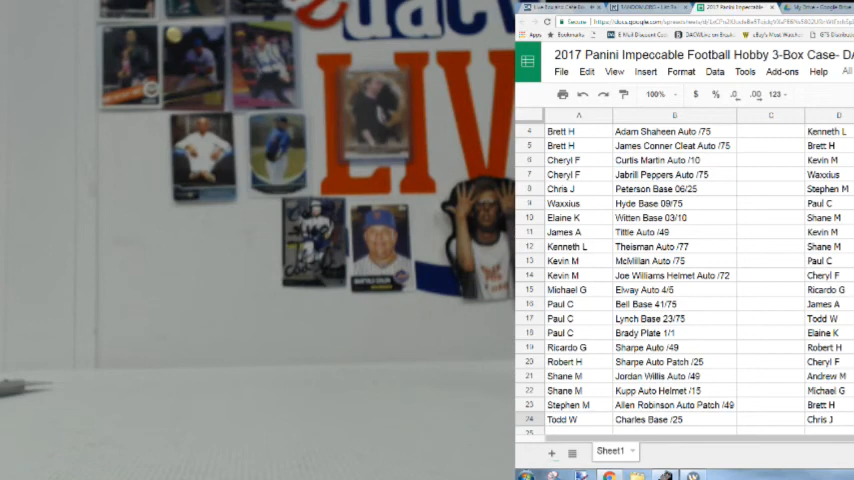 dacw
LIV
Secure
Apps
Bookmarks
2017 Panini Impeccable Football Hobby 3-Box Case- DA
File Edit View Insert Format Data Tools Add-ons Help All
100% $ % .0 .00 123
A B C D
4 Brett H Adam Shaheen Auto /75 Kenneth L
5 Brett H James Conner Cleat Auto /75 Brett H
6 Cheryl F Curtis Martin Auto /10 Kevin M
7 Cheryl F Jabrill Peppers Auto /75 Waxxius
8 Chris J Peterson Base 06/25 Stephen M
9 Waxxius Hyde Base 09/75 Paul C
10 Elaine K Witten Base 03/10 Shane M
11 James A Tittle Auto /49 Kevin M
12 Kenneth L Theisman Auto /77 Shane M
13 Kevin M McMillan Auto /75 Paul C
14 Kevin M Joe Williams Helmet Auto /72 Cheryl F
15 Michael G Elway Auto 4/5 Ricardo G
16 Paul C Bell Base 41/75 James A
17 Paul C Lynch Base 23/75 Todd W
18 Paul C Brady Plate 1/1 Elaine K
19 Ricardo G Sharpe Auto /49 Robert H
20 Robert H Sharpe Auto Patch /25 Cheryl F
21 Shane M Jordan Willis Auto /49 Andrew M
22 Shane M Kupp Auto Helmet /15 Michael G
23 Stephen M Allen Robinson Auto Patch /49 Brett H
24 Todd W Charles Base /25 Chris J
Sheet1